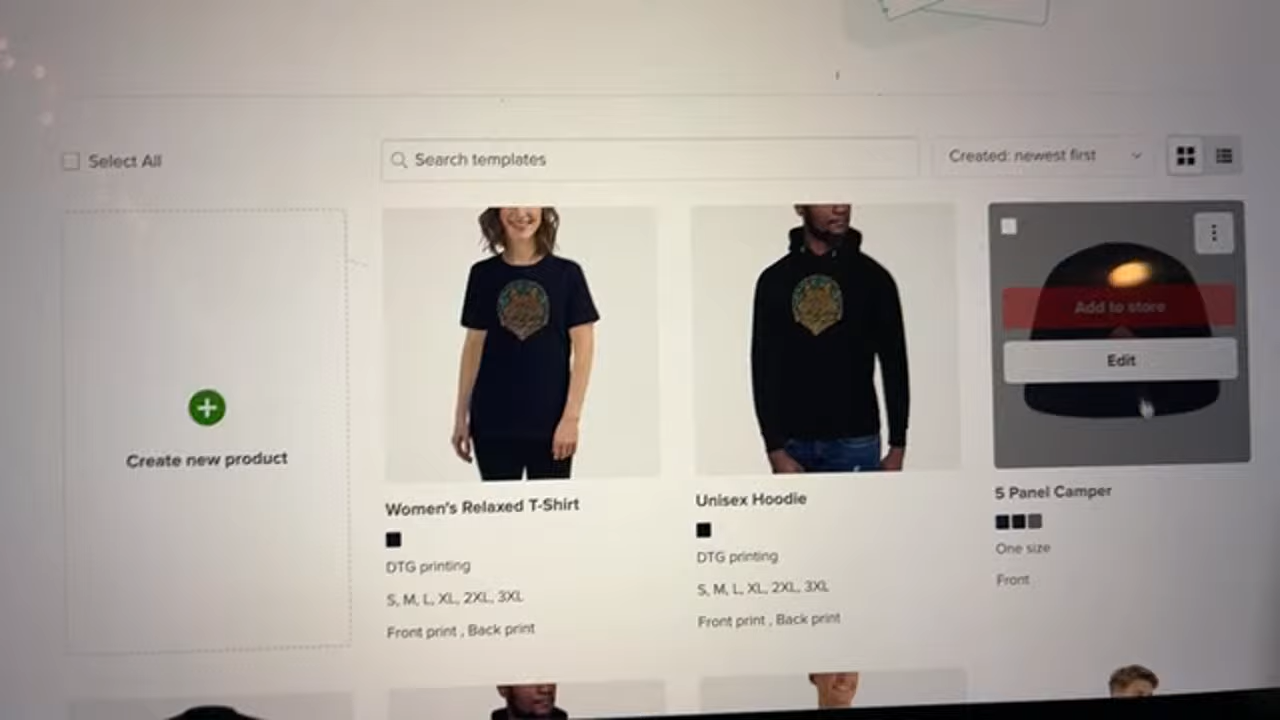 Select All
Search templates
Created: newest first
Create new product
Women's Relaxed T-Shirt
DTG printing
S, M, L, XL, 2XL, 3XL
Front print , Back print
Unisex Hoodie
DTG printing
S, M, L, XL, 2XL, 3XL
Front print , Back print
Add to store
Edit
5 Panel Camper
One size
Front